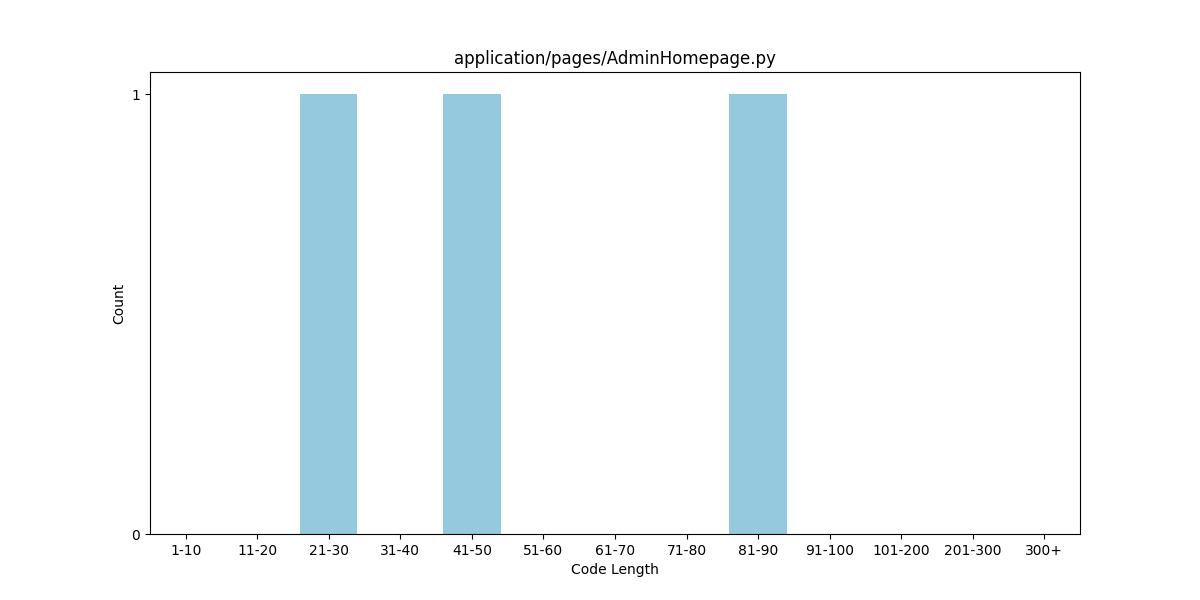 application/pages/AdminHomepage.py
1
Count
0
1-10 11-20 21-30 31-40 41-50 51-60 61-70 71-80 81-90 91-100 101-200 201-300 300+
Code Length